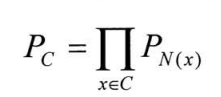 P_C = ∏_{x∈C} P_{N(x)}